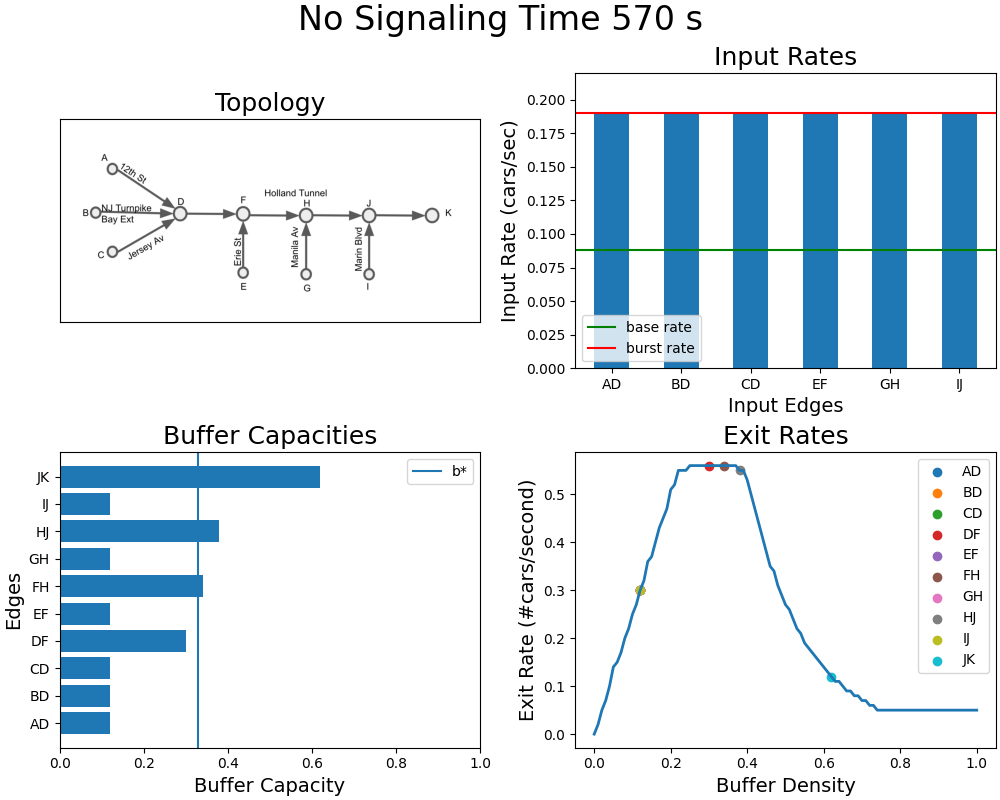 No Signaling Time 570 s
Topology
A
12th St
B
NJ Turnpike
Bay Ext
C
Jersey Av
D
F
Holland Tunnel
H
J
K
Erie St
Manila Av
Marin Blvd
E
G
I
Input Rates
Input Rate (cars/sec)
0.200
0.175
0.150
0.125
0.100
0.075
0.050
0.025
0.000
base rate
burst rate
AD BD CD EF GH IJ
Input Edges
Buffer Capacities
Edges
JK
IJ
HJ
GH
FH
EF
DF
CD
BD
AD
b*
0.0 0.2 0.4 0.6 0.8 1.0
Buffer Capacity
Exit Rates
Exit Rate (#cars/second)
0.5
0.4
0.3
0.2
0.1
0.0
AD
BD
CD
DF
EF
FH
GH
HJ
IJ
JK
0.0 0.2 0.4 0.6 0.8 1.0
Buffer Density